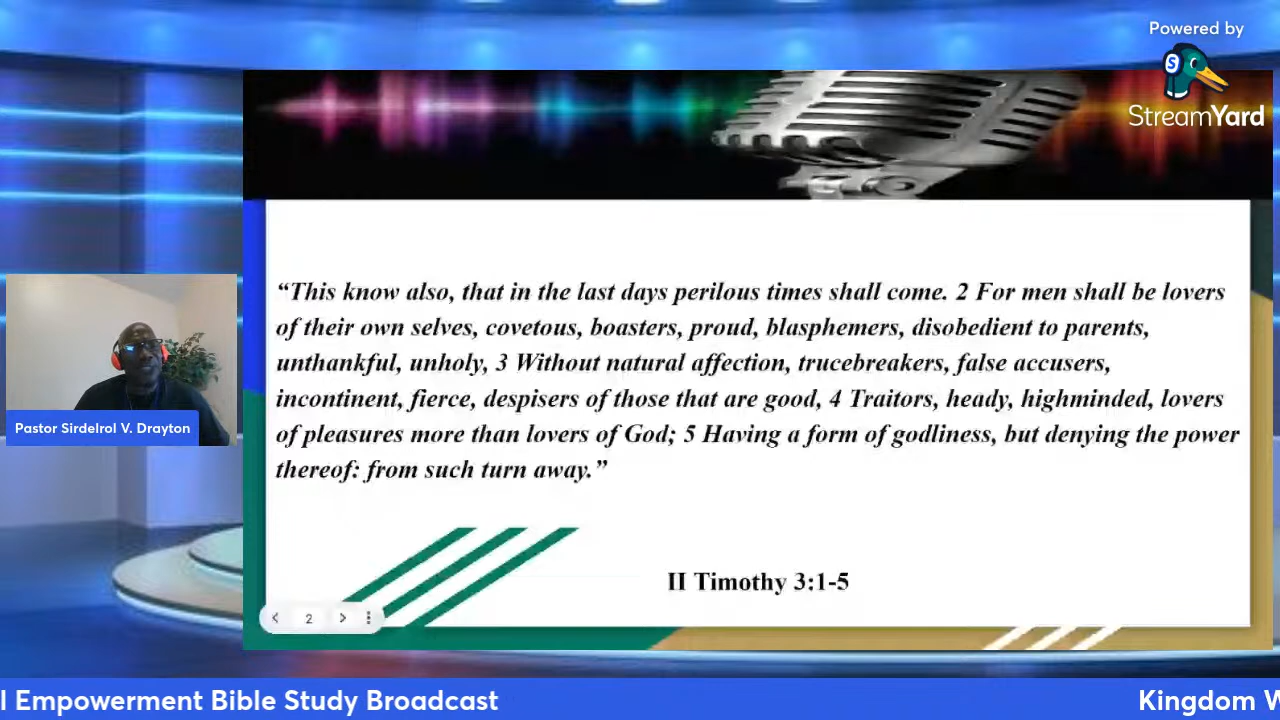 Powered by
S
StreamYard
“This know also, that in the last days perilous times shall come. 2 For men shall be lovers
of their own selves, covetous, boasters, proud, blasphemers, disobedient to parents,
unthankful, unholy, 3 Without natural affection, trucebreakers, false accusers,
incontinent, fierce, despisers of those that are good, 4 Traitors, heady, highminded, lovers
of pleasures more than lovers of God; 5 Having a form of godliness, but denying the power
thereof: from such turn away.”
Pastor Sirdelrol V. Drayton
II Timothy 3:1-5
2
l Empowerment Bible Study Broadcast
Kingdom W